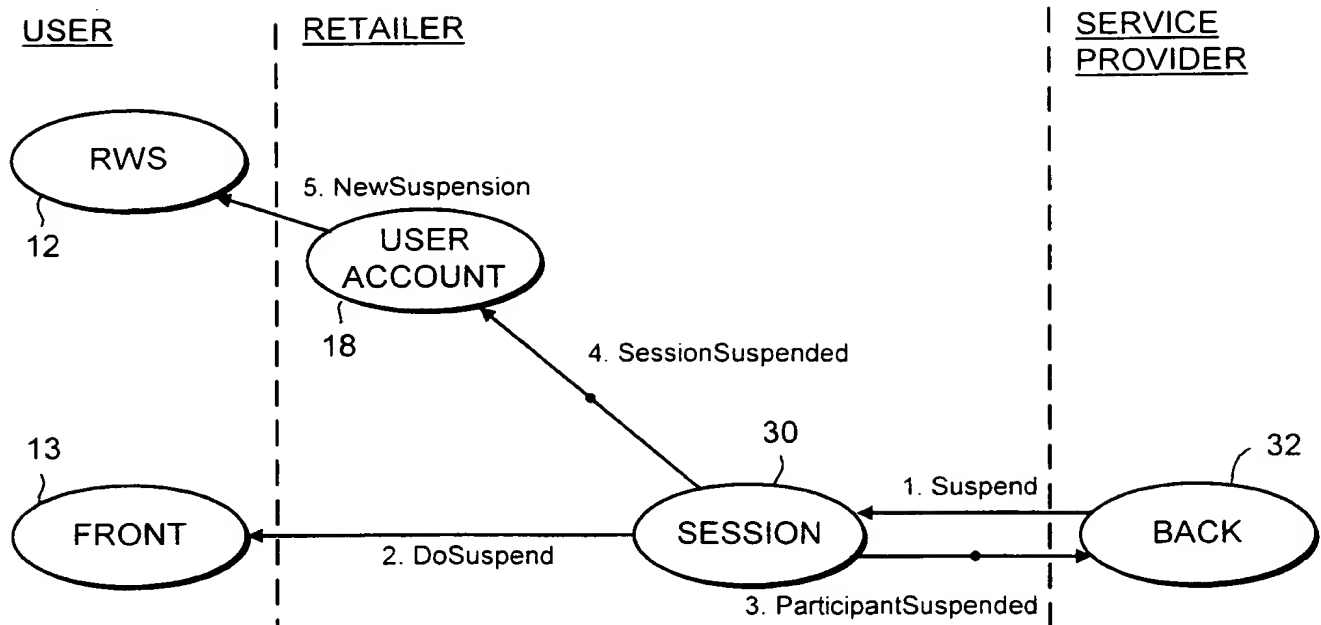 USER
RETAILER
SERVICE
PROVIDER
RWS
12
5. NewSuspension
USER
ACCOUNT
18
4. SessionSuspended
13
FRONT
2. DoSuspend
30
SESSION
1. Suspend
3. ParticipantSuspended
32
BACK